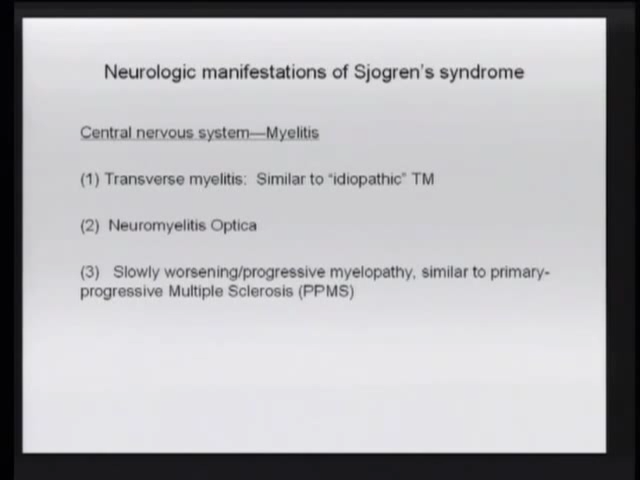 Neurologic manifestations of Sjogren's syndrome
Central nervous system—Myelitis
(1) Transverse myelitis: Similar to "idiopathic" TM
(2) Neuromyelitis Optica
(3) Slowly worsening/progressive myelopathy, similar to primary-
progressive Multiple Sclerosis (PPMS)